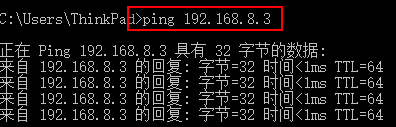 C:\Users\ThinkPad>ping 192.168.8.3
正在 Ping 192.168.8.3 具有 32 字节的数据:
来自 192.168.8.3 的回复: 字节=32 时间<1ms TTL=64
来自 192.168.8.3 的回复: 字节=32 时间<1ms TTL=64
来自 192.168.8.3 的回复: 字节=32 时间<1ms TTL=64
来自 192.168.8.3 的回复: 字节=32 时间<1ms TTL=64